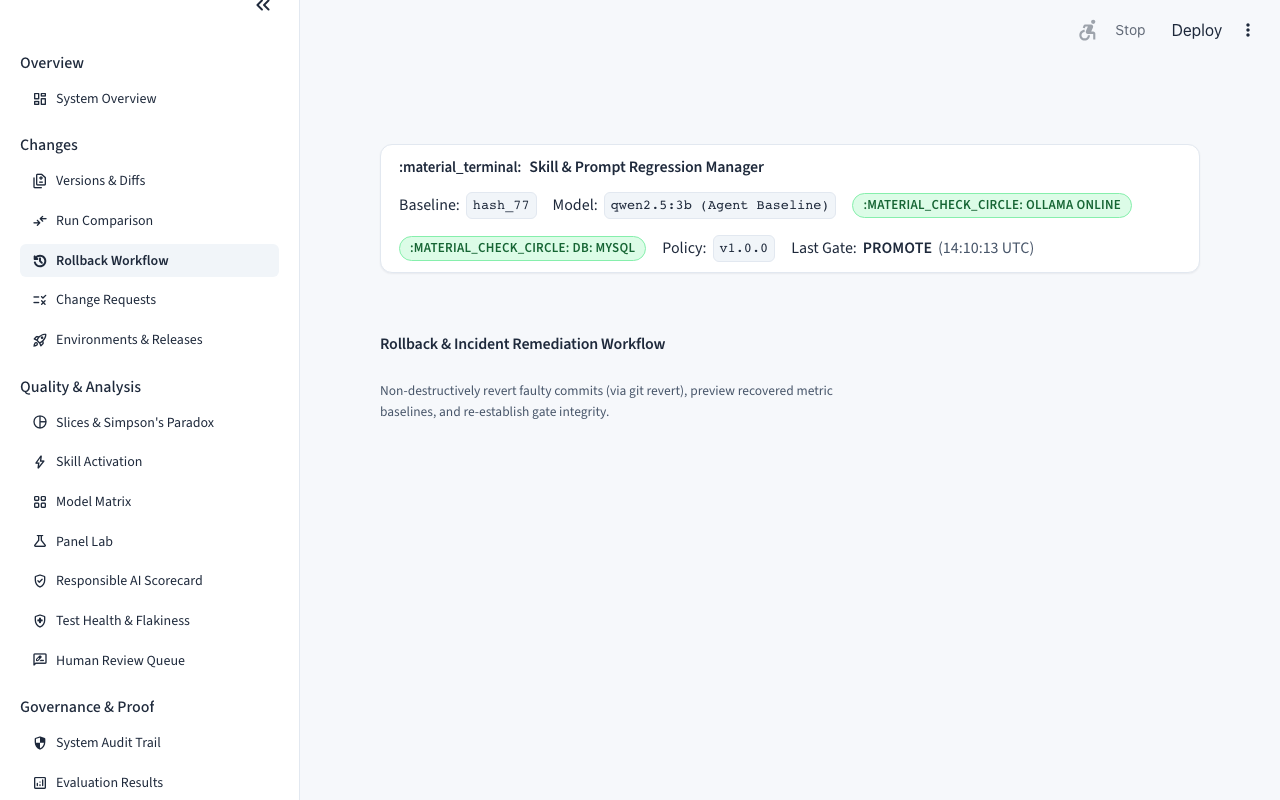 Stop
Deploy
Overview
System Overview
Changes
Versions & Diffs
Run Comparison
Rollback Workflow
Change Requests
Environments & Releases
Quality & Analysis
Slices & Simpson's Paradox
Skill Activation
Model Matrix
Panel Lab
Responsible AI Scorecard
Test Health & Flakiness
Human Review Queue
Governance & Proof
System Audit Trail
Evaluation Results
:material_terminal: Skill & Prompt Regression Manager
Baseline: hash_77 Model: qwen2.5:3b (Agent Baseline) :MATERIAL_CHECK_CIRCLE: OLLAMA ONLINE
:MATERIAL_CHECK_CIRCLE: DB: MYSQL Policy: v1.0.0 Last Gate: PROMOTE (14:10:13 UTC)
Rollback & Incident Remediation Workflow
Non-destructively revert faulty commits (via git revert), preview recovered metric
baselines, and re-establish gate integrity.